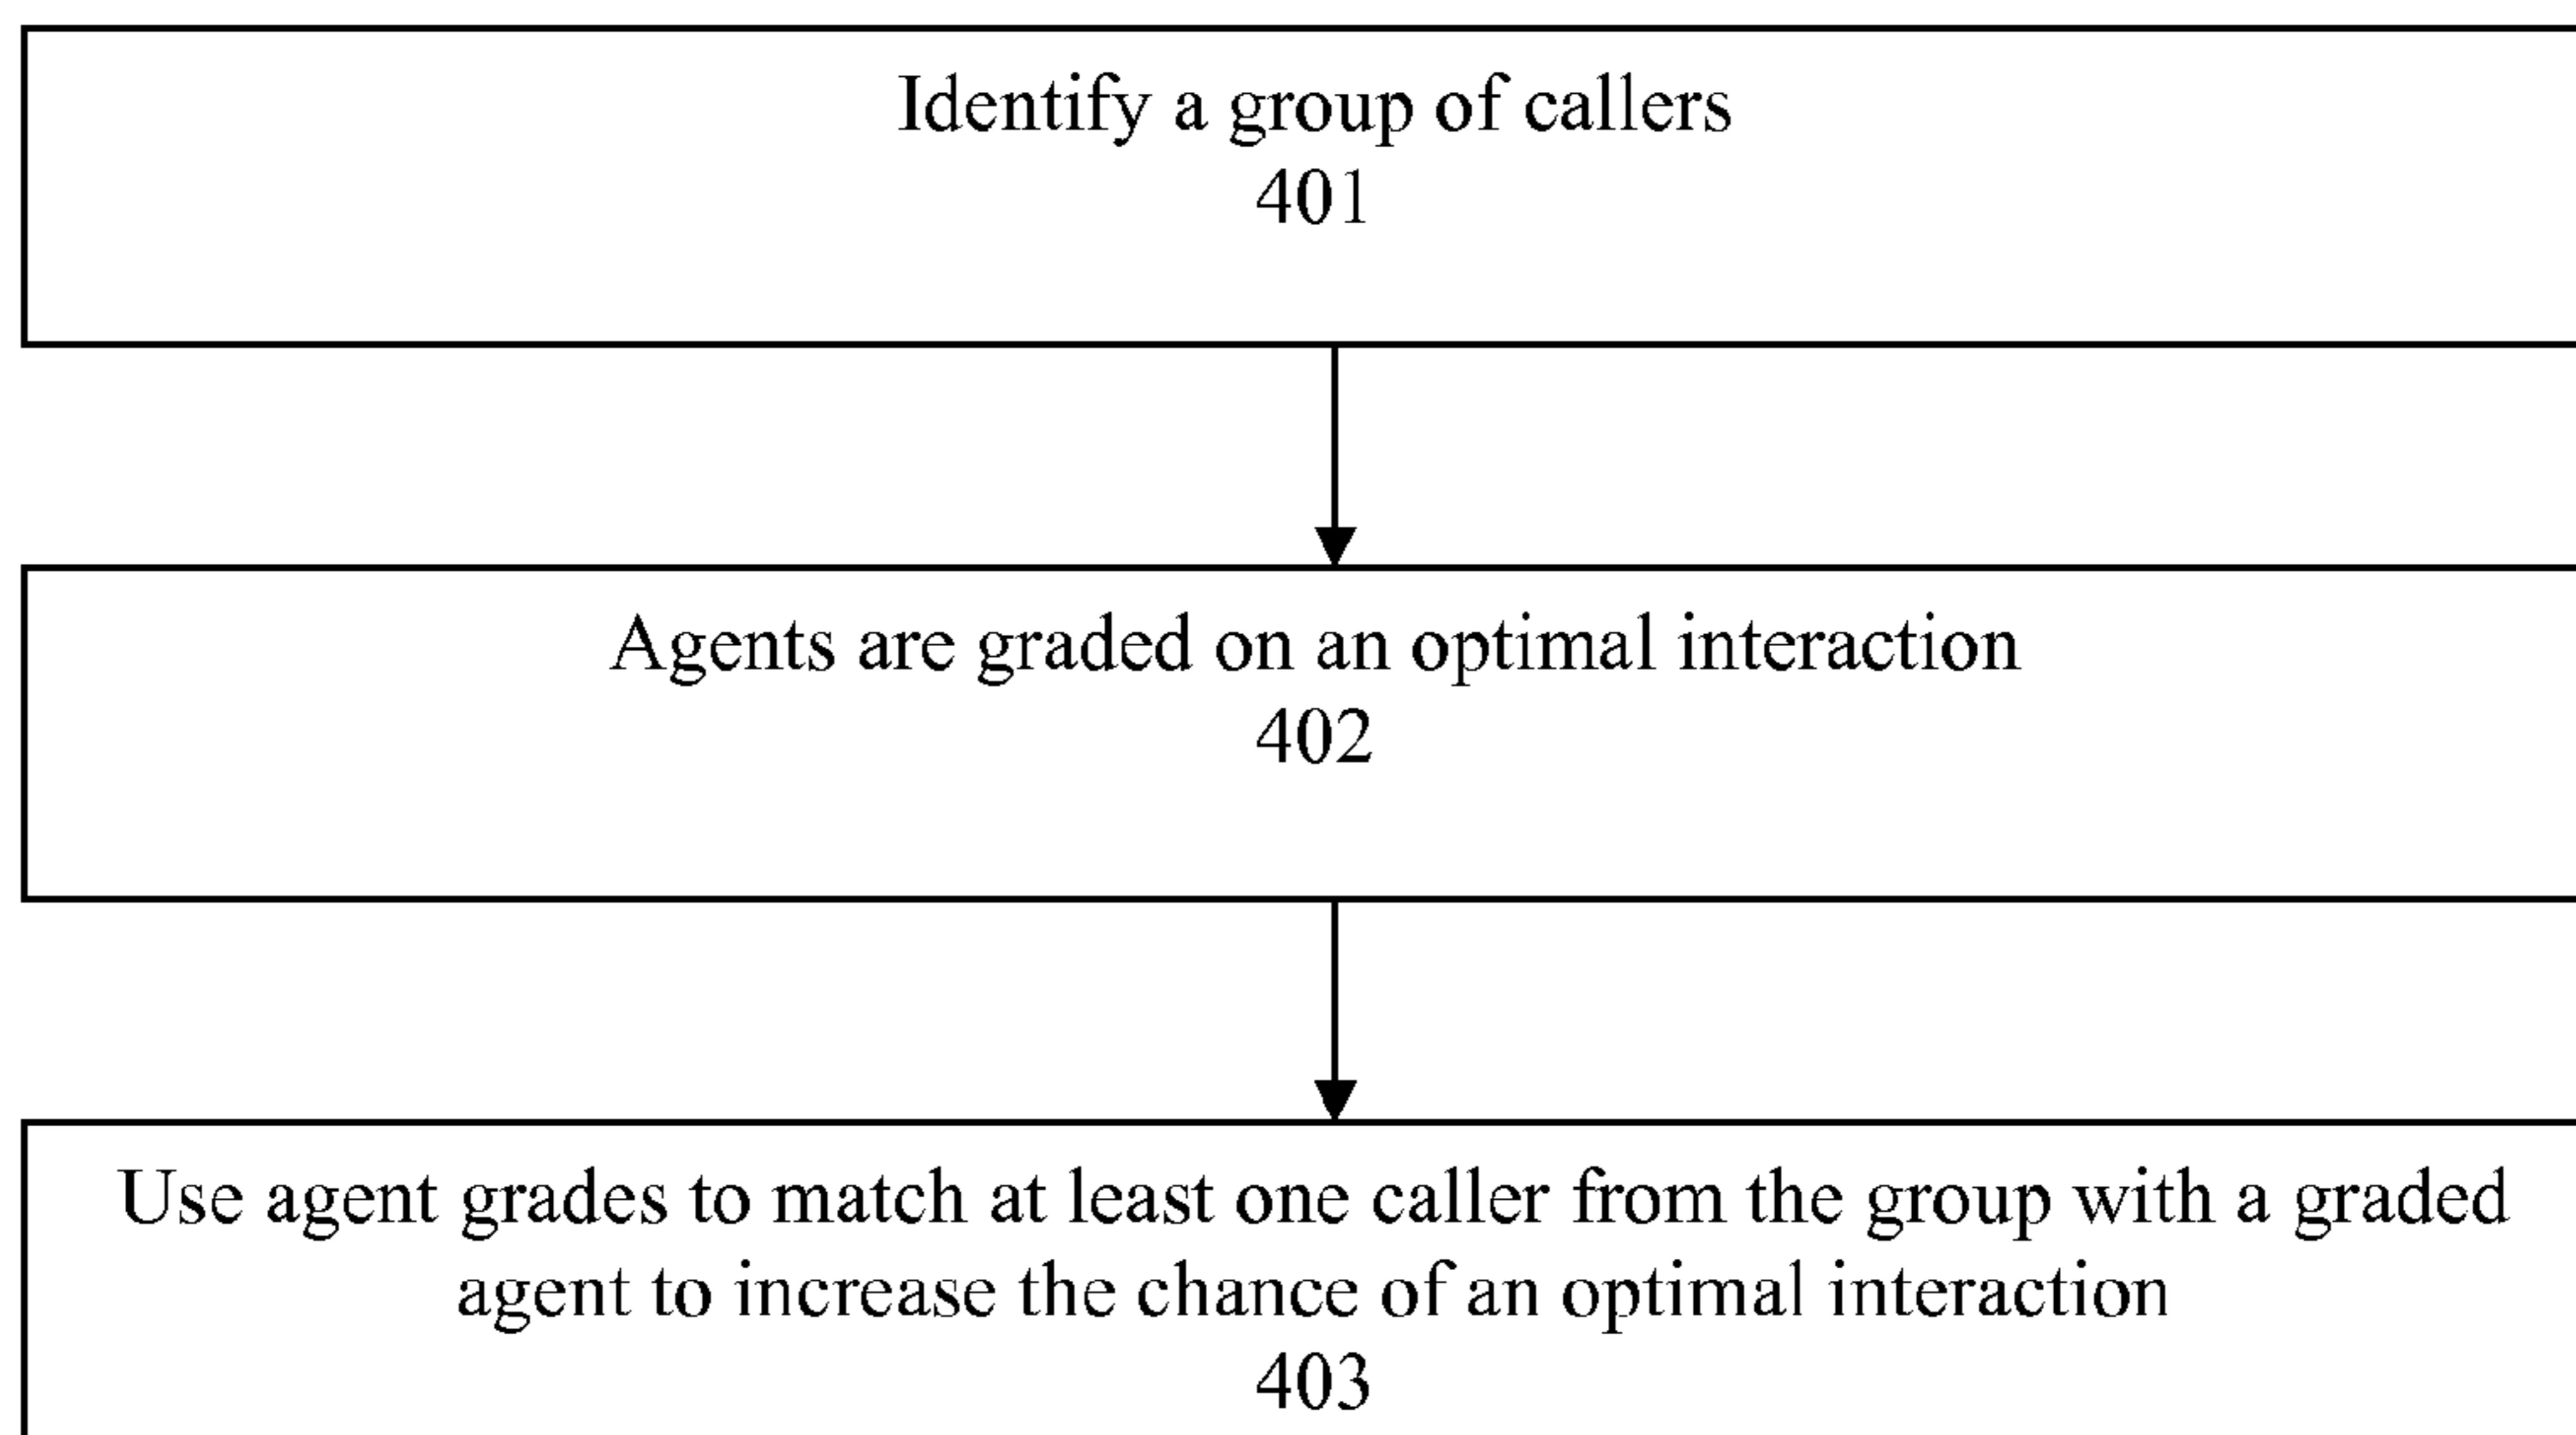 Identify a group of callers
401
Agents are graded on an optimal interaction
402
Use agent grades to match at least one caller from the group with a graded
agent to increase the chance of an optimal interaction
403